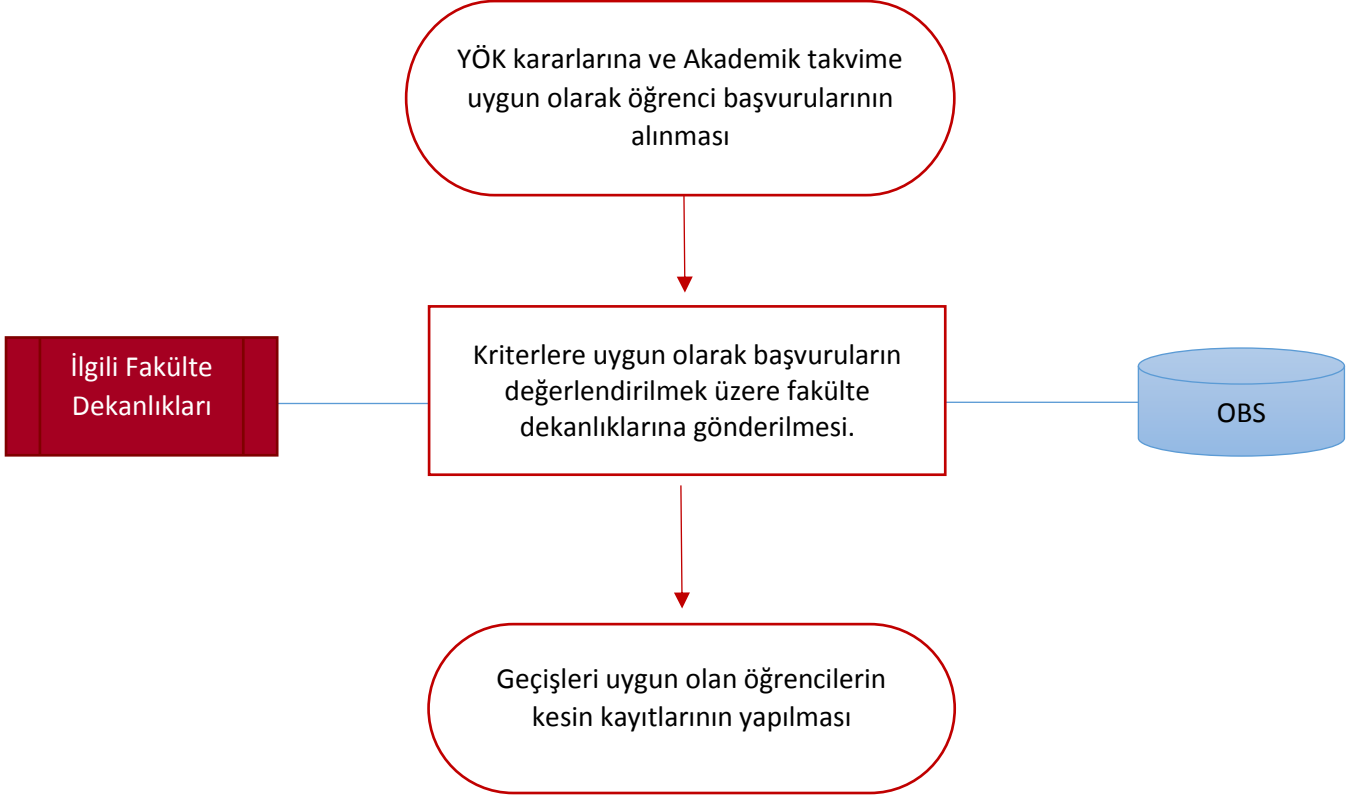 YÖK kararlarına ve Akademik takvime
uygun olarak öğrenci başvurularının
alınması
İlgili Fakülte
Dekanlıkları
Kriterlere uygun olarak başvuruların
değerlendirilmek üzere fakülte
dekanlıklarına gönderilmesi.
OBS
Geçişleri uygun olan öğrencilerin
kesin kayıtlarının yapılması